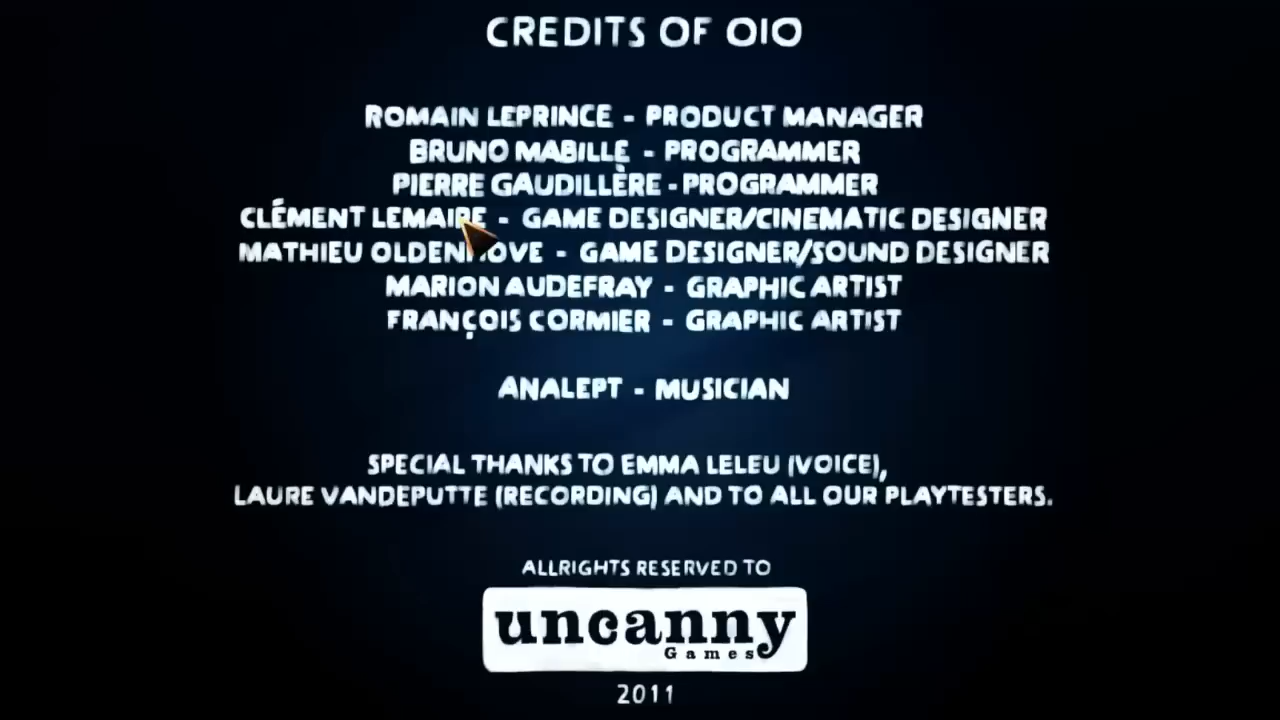 CREDITS OF OIO
ROMAIN LEPRINCE - PRODUCT MANAGER
BRUNO MABILLE - PROGRAMMER
PIERRE GAUDILLÈRE - PROGRAMMER
CLÉMENT LEMAIRE - GAME DESIGNER/CINEMATIC DESIGNER
MATHIEU - GAME DESIGNER/SOUND DESIGNER
MARION AUDEFRAY - GRAPHIC ARTIST
FRANÇOIS CORMIER - GRAPHIC ARTIST
ANALEPT - MUSICIAN
SPECIAL THANKS TO EMMA LELEU (VOICE),
LAURE VANDEPUTTE (RECORDING) AND TO ALL OUR PLAYTESTERS.
ALLRIGHTS RESERVED TO
uncanny
Games
2011